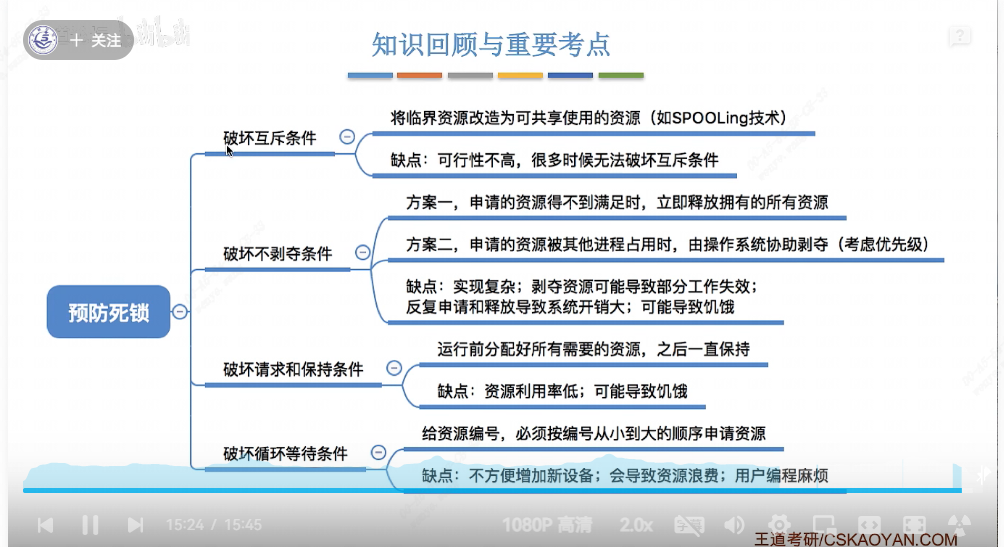 + 关注
知识回顾与重要考点
将临界资源改造为可共享使用的资源（如SPOOLing技术）
破坏互斥条件
缺点：可行性不高，很多时候无法破坏互斥条件
方案一，申请的资源得不到满足时，立即释放拥有的所有资源
方案二，申请的资源被其他进程占用时，由操作系统协助剥夺（考虑优先级）
破坏不剥夺条件
缺点：实现复杂；剥夺资源可能导致部分工作失效；
反复申请和释放导致系统开销大；可能导致饥饿
预防死锁
运行前分配好所有需要的资源，之后一直保持
破坏请求和保持条件
缺点：资源利用率低；可能导致饥饿
给资源编号，必须按编号从小到大的顺序申请资源
破坏循环等待条件
缺点：不方便增加新设备；会导致资源浪费；用户编程麻烦
15:24 / 15:45
1080P 高清
2.0x
王道考研/CSKAOYAN.COM